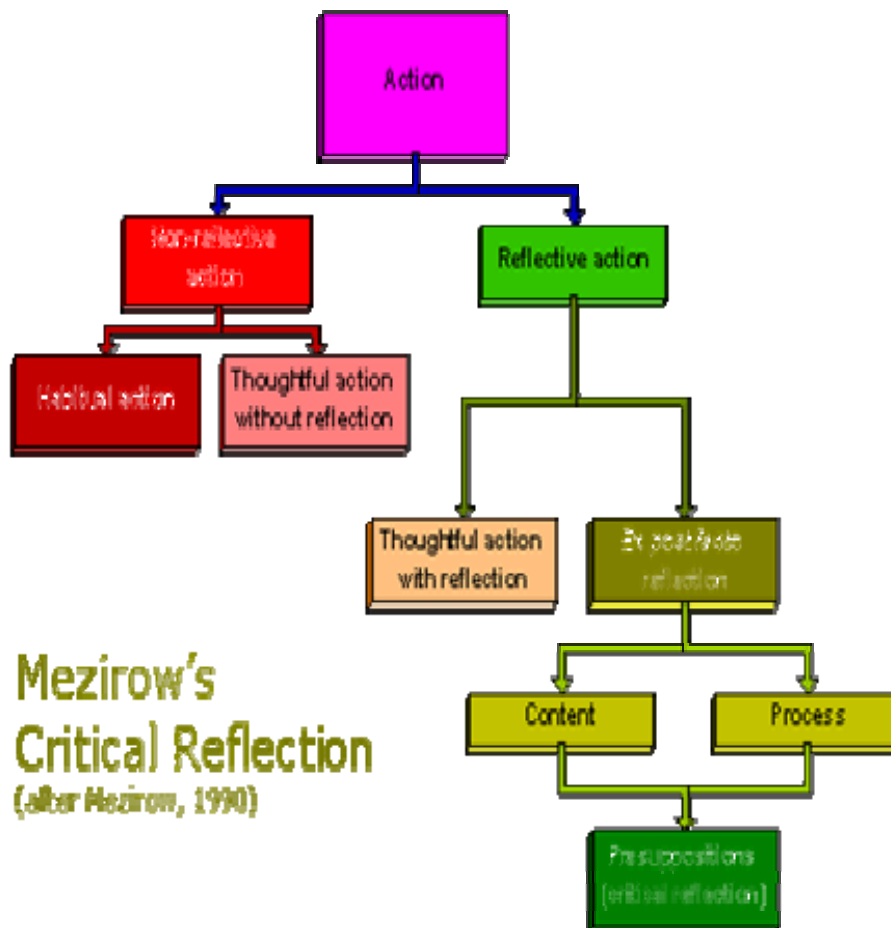 Action
Non-reflective
action
Reflective action
Habitual action
Thoughtful action
without reflection
Thoughtful action
with reflection
Ex post facto
reflection
Mezirow's
Critical Reflection
(after Mezirow, 1990)
Content
Process
Presuppositions
(critical reflection)